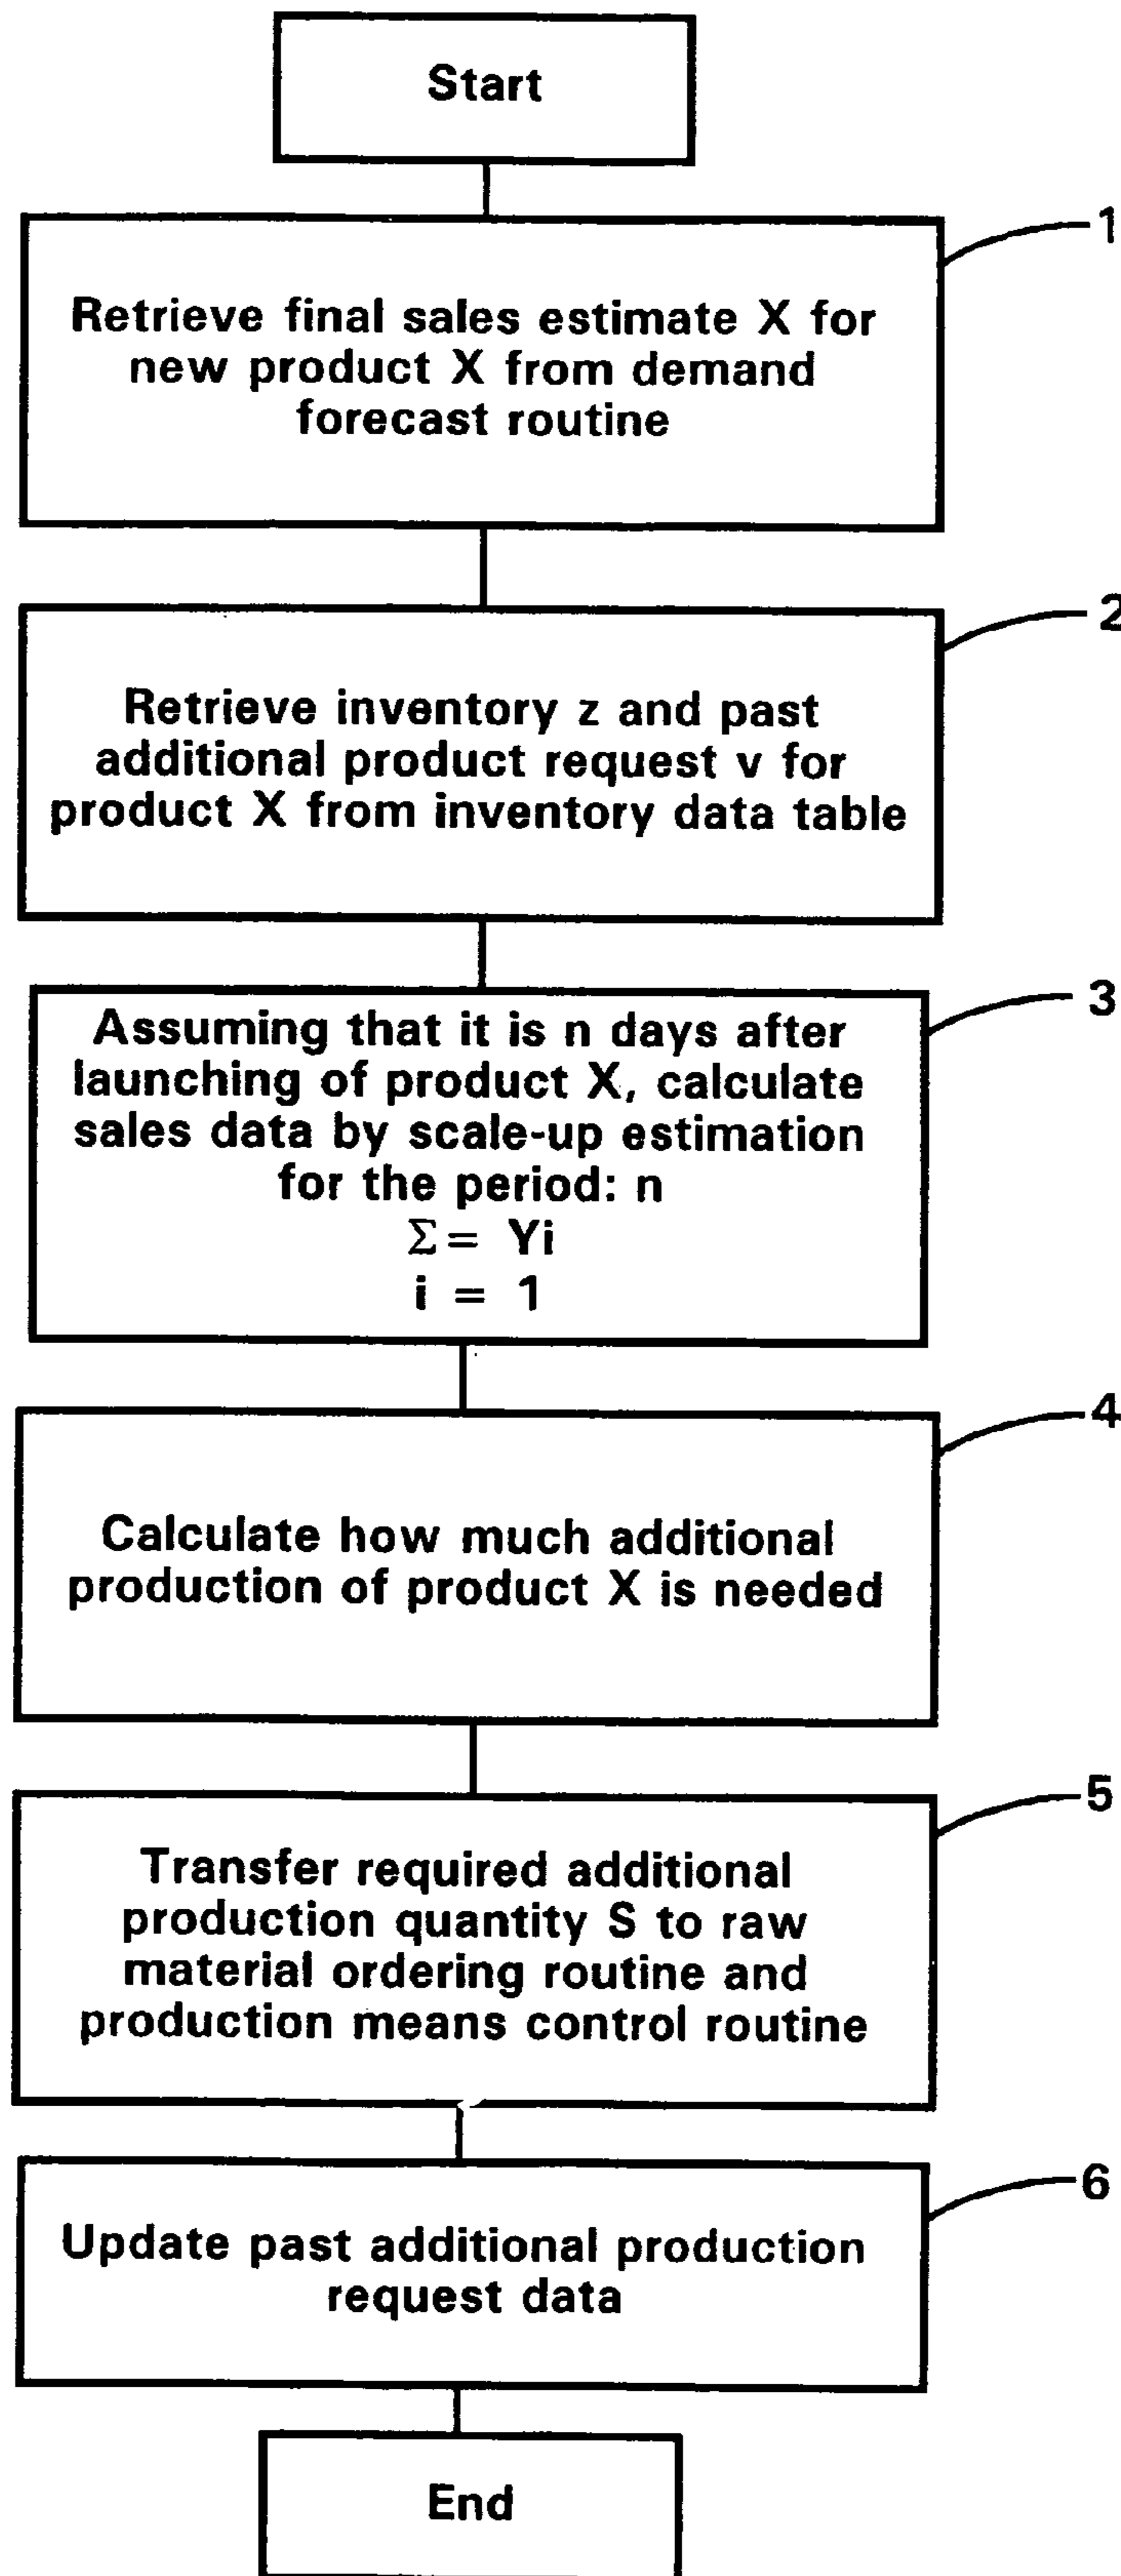 Start
1
Retrieve final sales estimate X for
new product X from demand
forecast routine
2
Retrieve inventory z and past
additional product request v for
product X from inventory data table
3
Assuming that it is n days after
launching of product X, calculate
sales data by scale-up estimation
for the period: n
Σ = Yi
i = 1
4
Calculate how much additional
production of product X is needed
5
Transfer required additional
production quantity S to raw
material ordering routine and
production means control routine
6
Update past additional production
request data
End